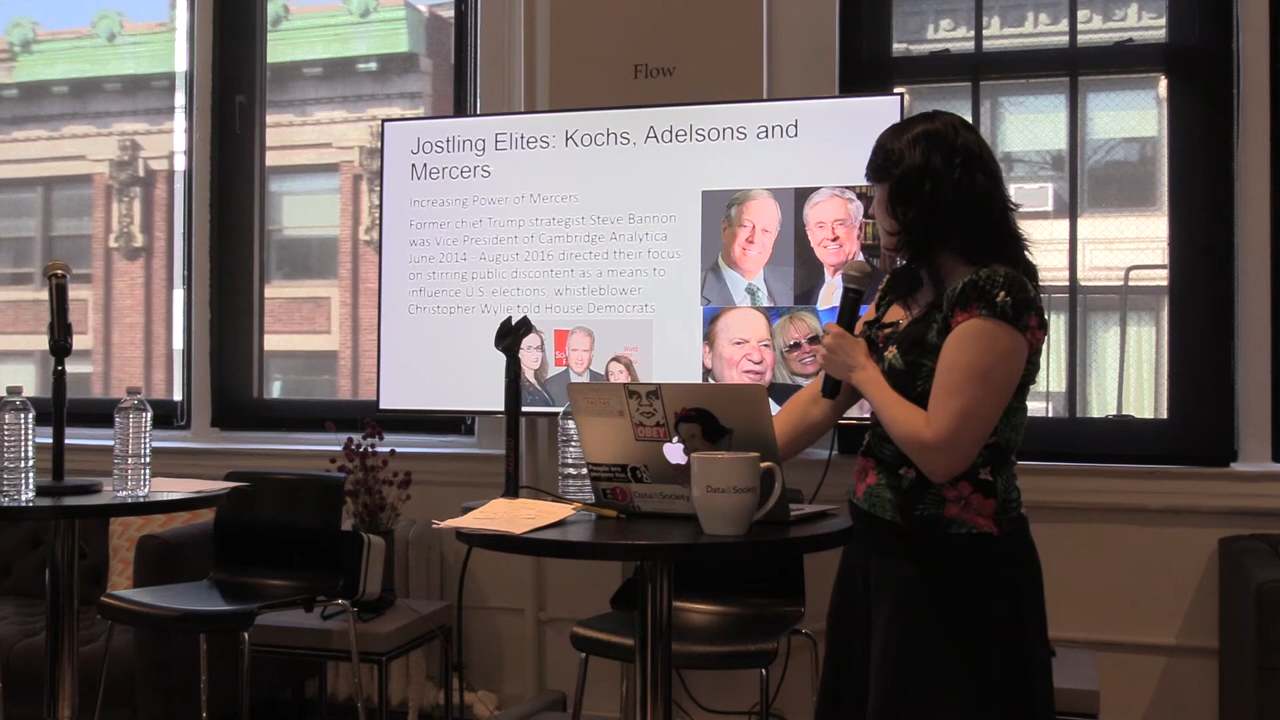 Flow
Jostling Elites: Kochs, Adelsons and
Mercers
Increasing Power of Mercers
Former chief Trump strategist Steve Bannon
was Vice President of Cambridge Analytica
June 2014 - August 2016 directed their focus
on stirring public discontent as a means to
influence U.S. elections, whistleblower
Christopher Wylie told House Democrats
OBEY
Data&Society
Data&Society